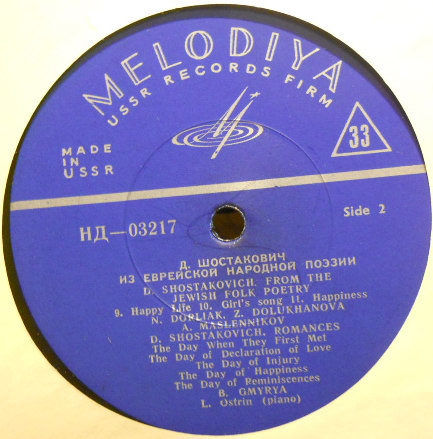 MELODIYA
USSR RECORDS FIRM
MADE
IN
USSR
33
НД—03217
Side 2
Д. ШОСТАКОВИЧ
ИЗ ЕВРЕЙСКОЙ НАРОДНОЙ ПОЭЗИИ
D. SHOSTAKOVICH. FROM THE
JEWISH FOLK POETRY
9. Happy Life 10. Girl's song 11. Happiness
N. DORLIAK, Z. DOLUKHANOVA
A. MASLENNIKOV
D. SHOSTAKOVICH. ROMANCES
The Day When They First Met
The Day of Declaration of Love
The Day of Injury
The Day of Happiness
The Day of Reminiscences
B. GMYRYA
L. Ostrin (piano)